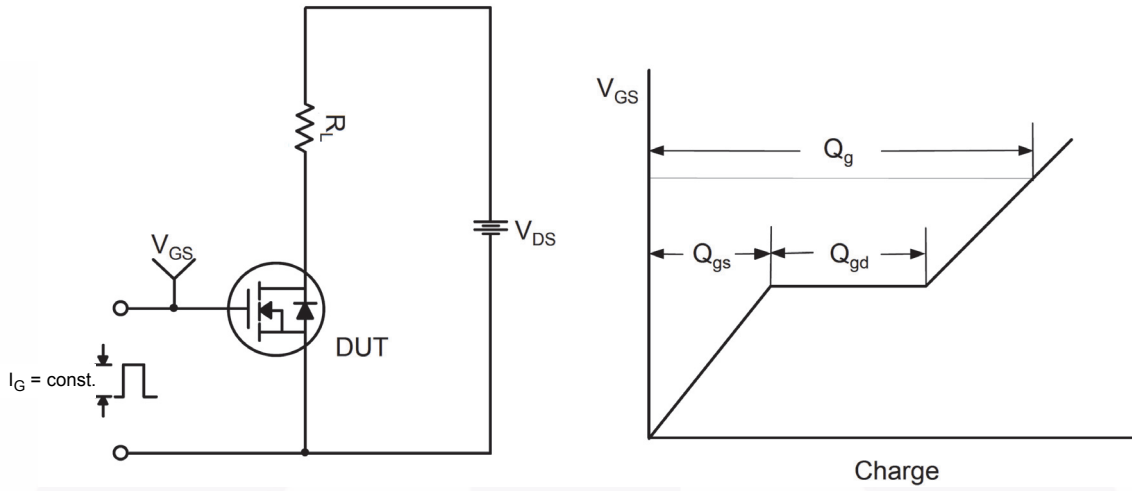 R_L
V_DS
V_GS
DUT
I_G = const.
V_GS
Q_g
Q_gs
Q_gd
Charge